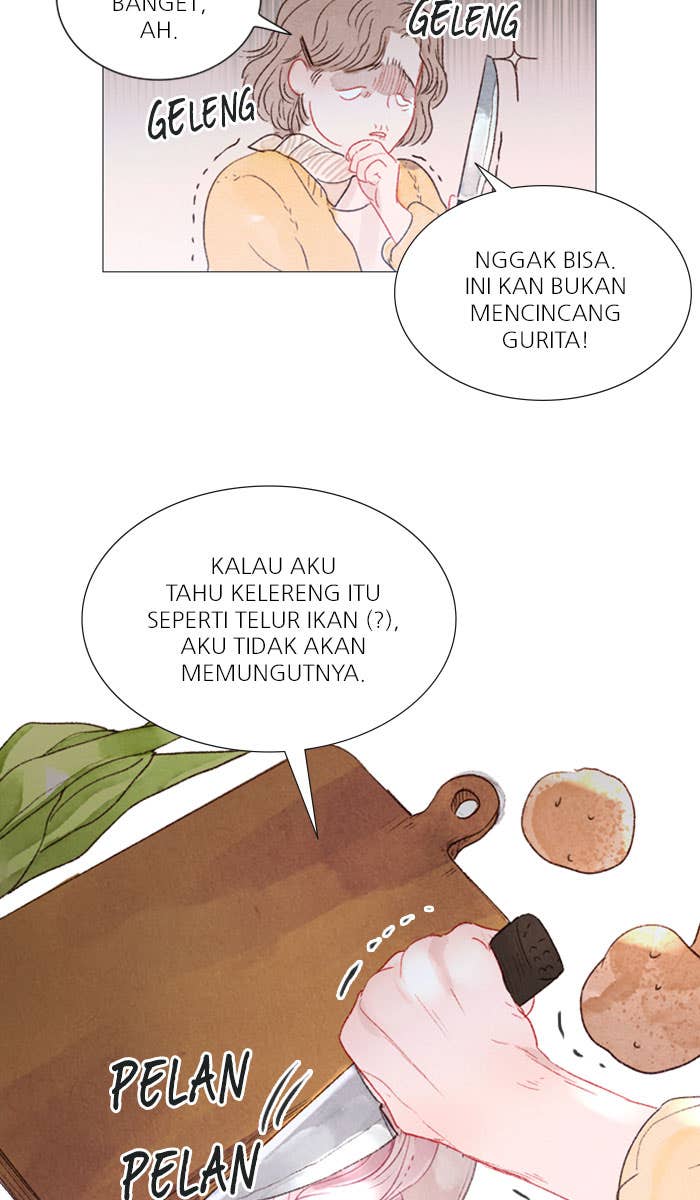 BANGET,
AH.
GELENG
GELENG
NGGAK BISA.
INI KAN BUKAN
MENCINCANG
GURITA!
KALAU AKU
TAHU KELERENG ITU
SEPERTI TELUR IKAN (?),
AKU TIDAK AKAN
MEMUNGUTNYA.
PELAN
PELAN